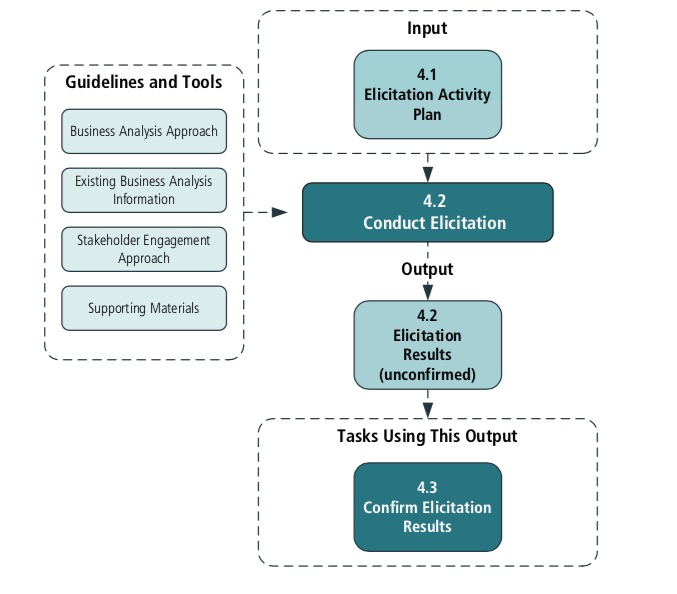 Input
4.1
Elicitation Activity
Plan
Guidelines and Tools
Business Analysis Approach
Existing Business Analysis
Information
Stakeholder Engagement
Approach
Supporting Materials
4.2
Conduct Elicitation
Output
4.2
Elicitation
Results
(unconfirmed)
Tasks Using This Output
4.3
Confirm Elicitation
Results